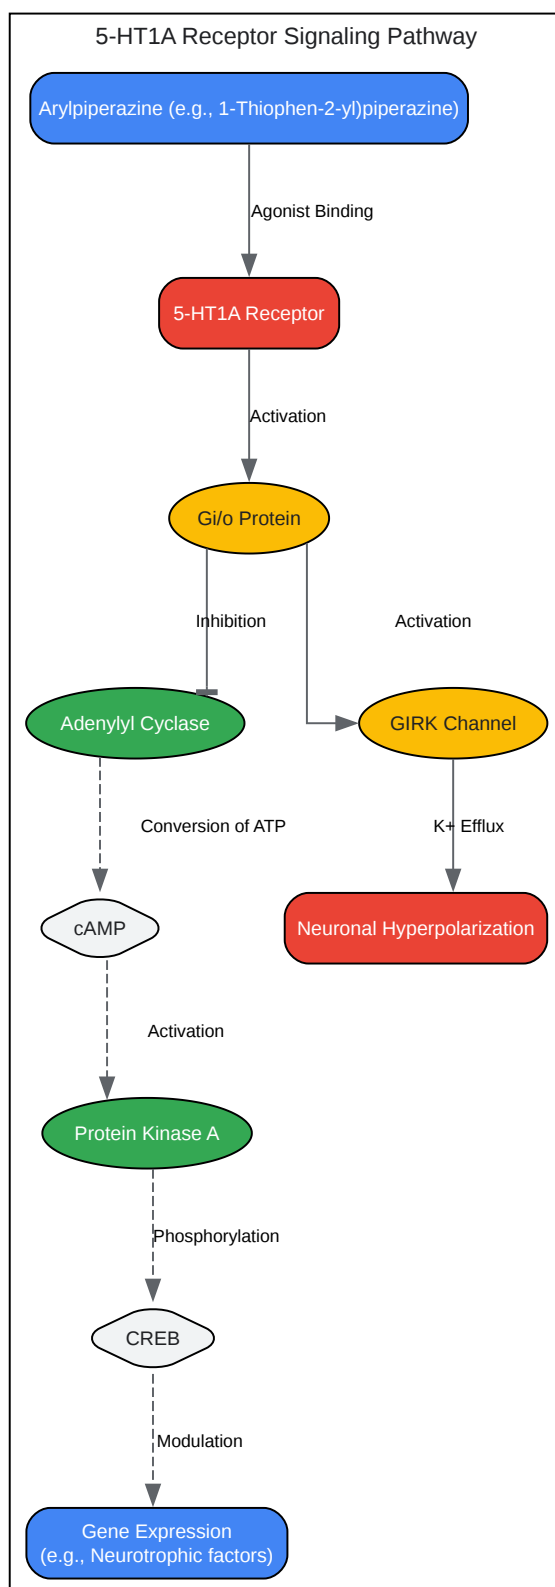 5-HT1A Receptor Signaling Pathway
Arylpiperazine (e.g., 1-Thiophen-2-yl)piperazine)
Agonist Binding
5-HT1A Receptor
Activation
Gi/o Protein
Inhibition
Activation
Adenylyl Cyclase
GIRK Channel
Conversion of ATP
K+ Efflux
cAMP
Neuronal Hyperpolarization
Activation
Protein Kinase A
Phosphorylation
CREB
Modulation
Gene Expression
(e.g., Neurotrophic factors)